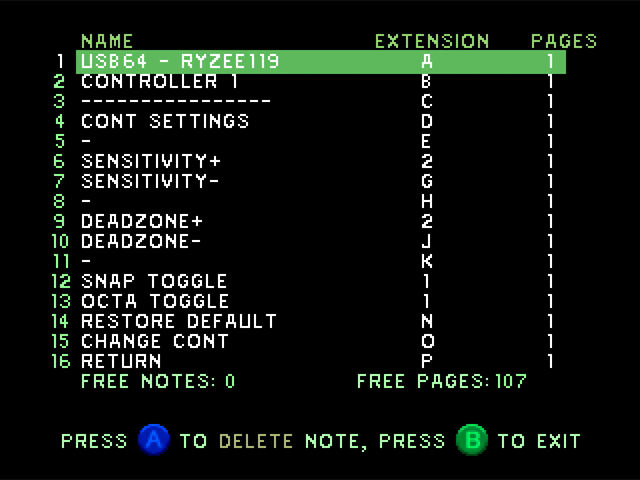 NAME EXTENSION PAGES
1 USB64 - RYZEE119 A 1
2 CONTROLLER 1 B 1
3 ---------------- C 1
4 CONT SETTINGS D 1
5 - E 1
6 SENSITIVITY+ 2 1
7 SENSITIVITY- G 1
8 - H 1
9 DEADZONE+ 2 1
10 DEADZONE- J 1
11 - K 1
12 SNAP TOGGLE 1 1
13 OCTA TOGGLE 1 1
14 RESTORE DEFAULT N 1
15 CHANGE CONT O 1
16 RETURN P 1
FREE NOTES: 0 FREE PAGES:107
PRESS A TO DELETE NOTE, PRESS B TO EXIT